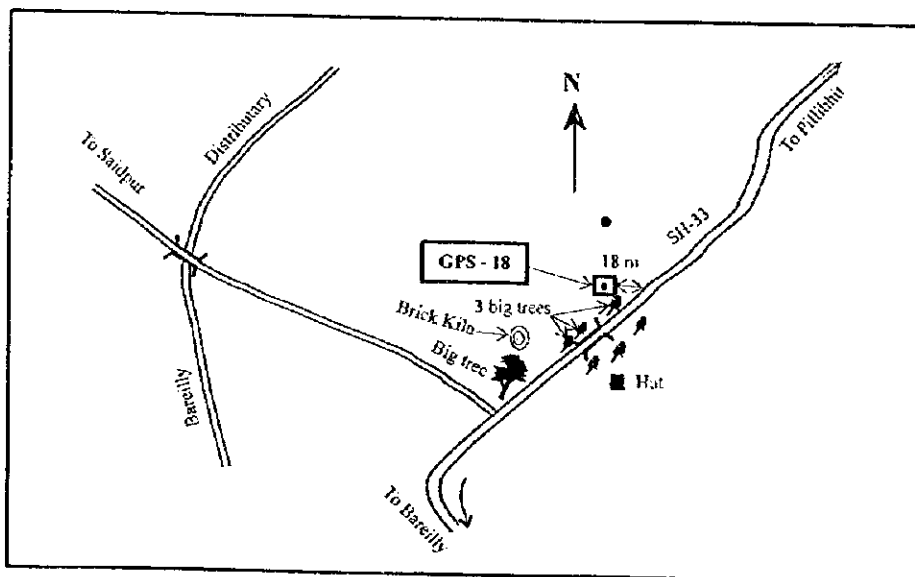 N
To Pillibhit
SH-33
Distributary
To Saidpur
GPS - 18
18 m
3 big trees
Brick Kiln
Big tree
Hut
Bareilly
To Bareilly